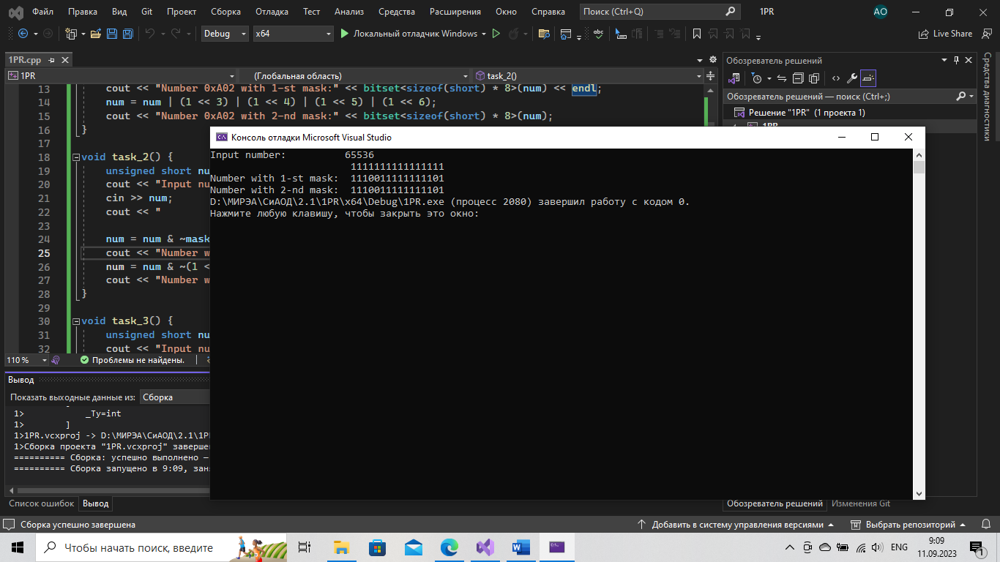 Файл Правка Вид Git Проект Сборка Отладка Тест Анализ Средства Расширения Окно Справка Поиск (Ctrl+Q) 1PR AO
Debug x64 Локальный отладчик Windows Live Share
1PR.cpp
1PR (Глобальная область) task_2()
13 cout << "Number 0xA02 with 1-st mask:" << bitset<sizeof(short) * 8>(num) << endl;
14 num = num | (1 << 3) | (1 << 4) | (1 << 5) | (1 << 6);
15 cout << "Number 0xA02 with 2-nd mask:" << bitset<sizeof(short) * 8>(num);
16 }
17
18 void task_2() {
19 unsigned short nu
20 cout << "Input nu
21 cin >> num;
22 cout << "
23
24 num = num & ~mask
25 cout << "Number w
26 num = num & ~(1 <
27 cout << "Number w
28 }
29
30 void task_3() {
31 unsigned short nu
32 cout << "Input nu
110 % Проблемы не найдены.
Консоль отладки Microsoft Visual Studio
Input number: 65536
1111111111111111
Number with 1-st mask: 1110011111111101
Number with 2-nd mask: 1110011111111101
D:\МИРЭА\СиАОД\2.1\1PR\x64\Debug\1PR.exe (процесс 2080) завершил работу с кодом 0.
Нажмите любую клавишу, чтобы закрыть это окно:
Обозреватель решений
Обозреватель решений — поиск (Ctrl+;)
Решение "1PR" (1 проекта 1)
1PR
Средства диагностики
Вывод
Показать выходные данные из: Сборка
1> _Ty=int
1> ]
1>1PR.vcxproj -> D:\МИРЭА\СиАОД\2.1\1P
1>Сборка проекта "1PR.vcxproj" заверше
========== Сборка: успешно выполнено –
========== Сборка запущено в 9:09, зан
Список ошибок Вывод
Обозреватель решений Изменения Git
Сборка успешно завершена Добавить в систему управления версиями Выбрать репозиторий
Чтобы начать поиск, введите ENG 9:09
11.09.2023
1